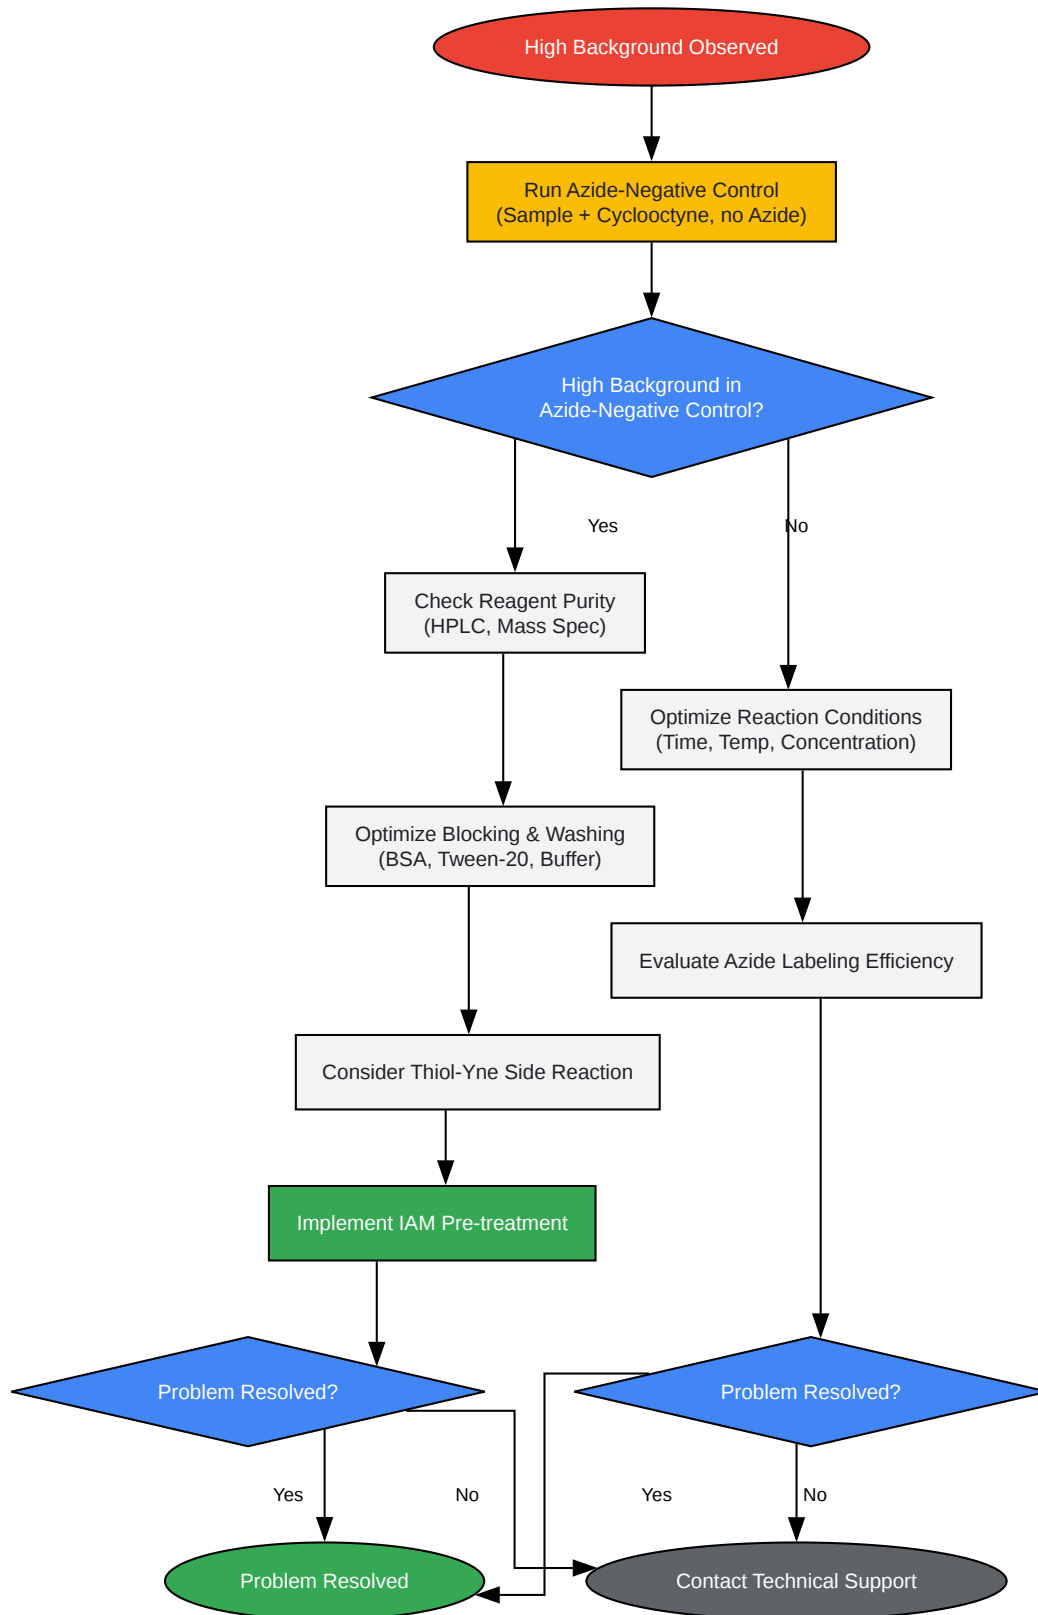 High Background Observed
Run Azide-Negative Control
(Sample + Cyclooctyne, no Azide)
High Background in
Azide-Negative Control?
Yes
No
Check Reagent Purity
(HPLC, Mass Spec)
Optimize Reaction Conditions
(Time, Temp, Concentration)
Optimize Blocking & Washing
(BSA, Tween-20, Buffer)
Evaluate Azide Labeling Efficiency
Consider Thiol-Yne Side Reaction
Implement IAM Pre-treatment
Problem Resolved?
Problem Resolved?
Yes
No
Yes
No
Problem Resolved
Contact Technical Support